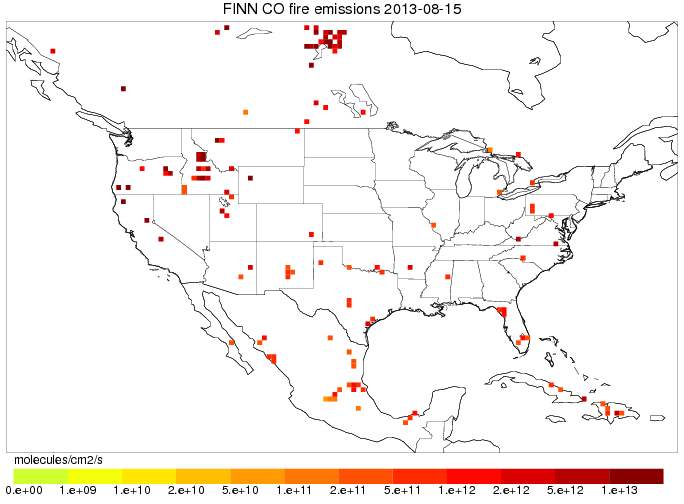 FINN CO fire emissions 2013-08-15
molecules/cm2/s
0.e+00 1.e+09 1.e+10 2.e+10 5.e+10 1.e+11 2.e+11 5.e+11 1.e+12 2.e+12 5.e+12 1.e+13